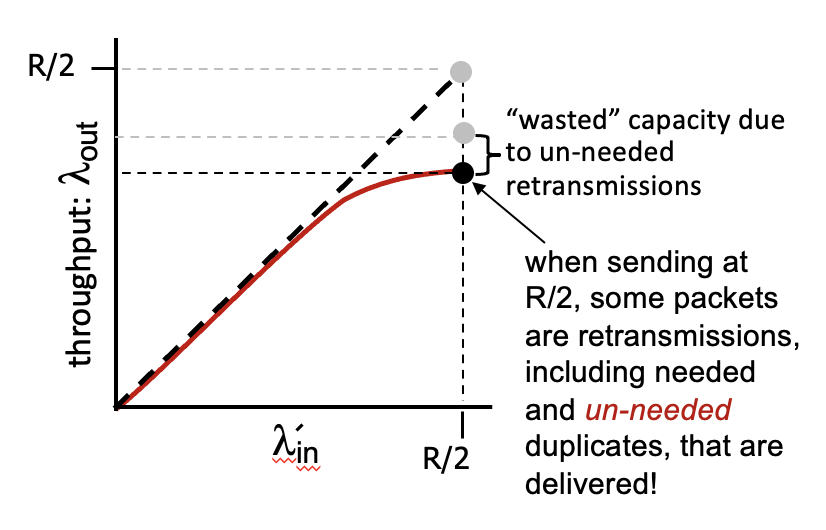 R/2
throughput: λout
λ′in
R/2
“wasted” capacity due
to un-needed
retransmissions
when sending at
R/2, some packets
are retransmissions,
including needed
and un-needed
duplicates, that are
delivered!